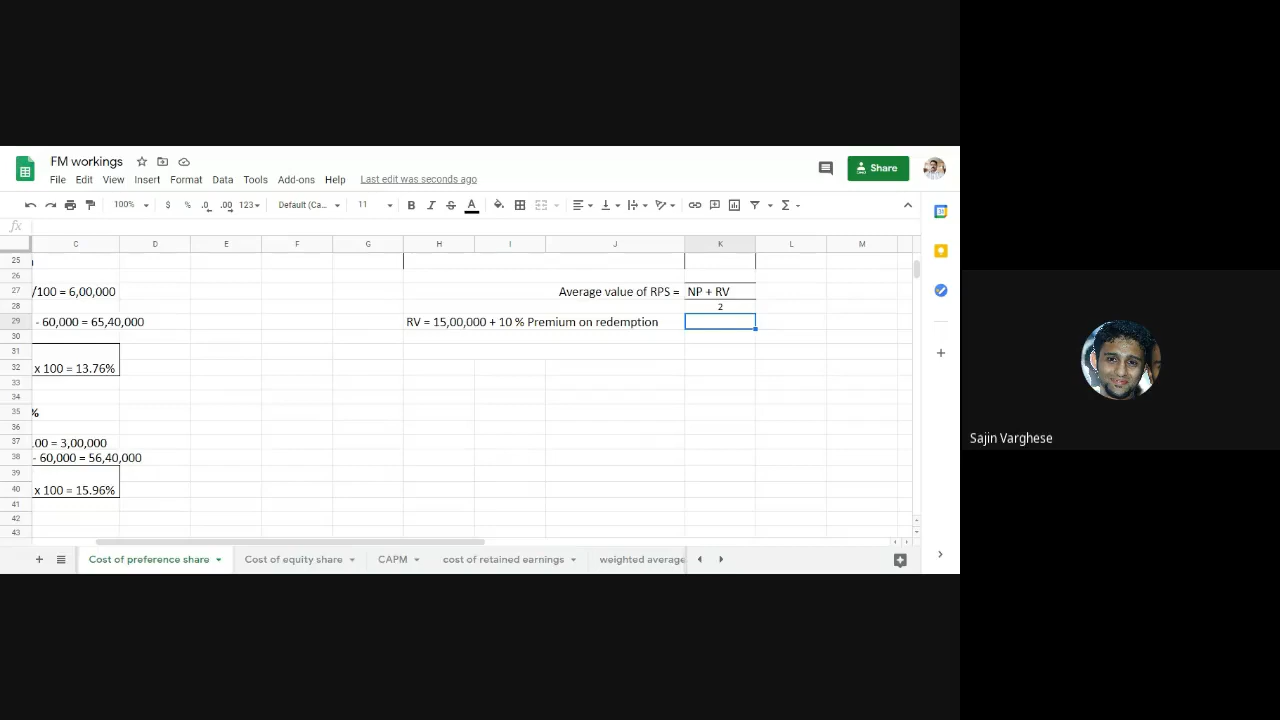 FM workings
File Edit View Insert Format Data Tools Add-ons Help Last edit was seconds ago
Share
100% $ % .0 .00 123 Default (Ca... 11 B I S A
fx
C D E F G H I J K L M
25
26
27 /100 = 6,00,000 Average value of RPS = NP + RV
28 2
29 - 60,000 = 65,40,000 RV = 15,00,000 + 10 % Premium on redemption
30
31
32 x 100 = 13.76%
33
34
35 %
36
37 00 = 3,00,000
38 - 60,000 = 56,40,000
39
40 x 100 = 15.96%
41
42
43
Cost of preference share Cost of equity share CAPM cost of retained earnings weighted average
Sajin Varghese